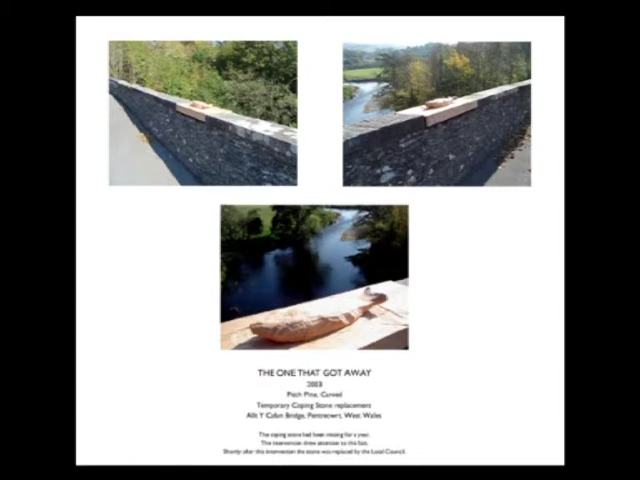 THE ONE THAT GOT AWAY
2003
Pitch Pine, Carved
Temporary Coping Stone replacement
Allt Y Cafan Bridge, Pentrecwrt, West Wales
The coping stone had been missing for a year.
The intervention drew attention to this fact.
Shortly after this intervention the stone was replaced by the Local Council.